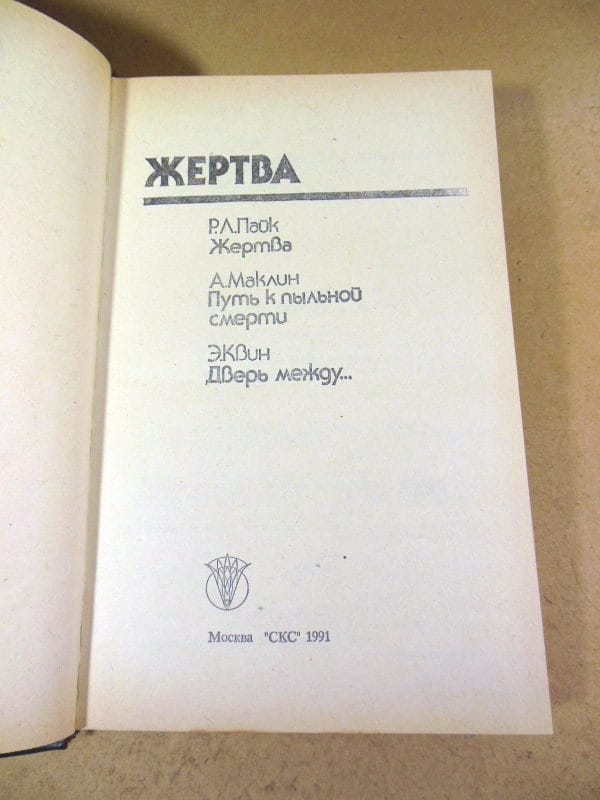 ЖЕРТВА
Р.Л.Пайк
Жертва
А.Маклин
Путь к пыльной
смерти
Э.Квин
Дверь между...
Москва "СКС" 1991